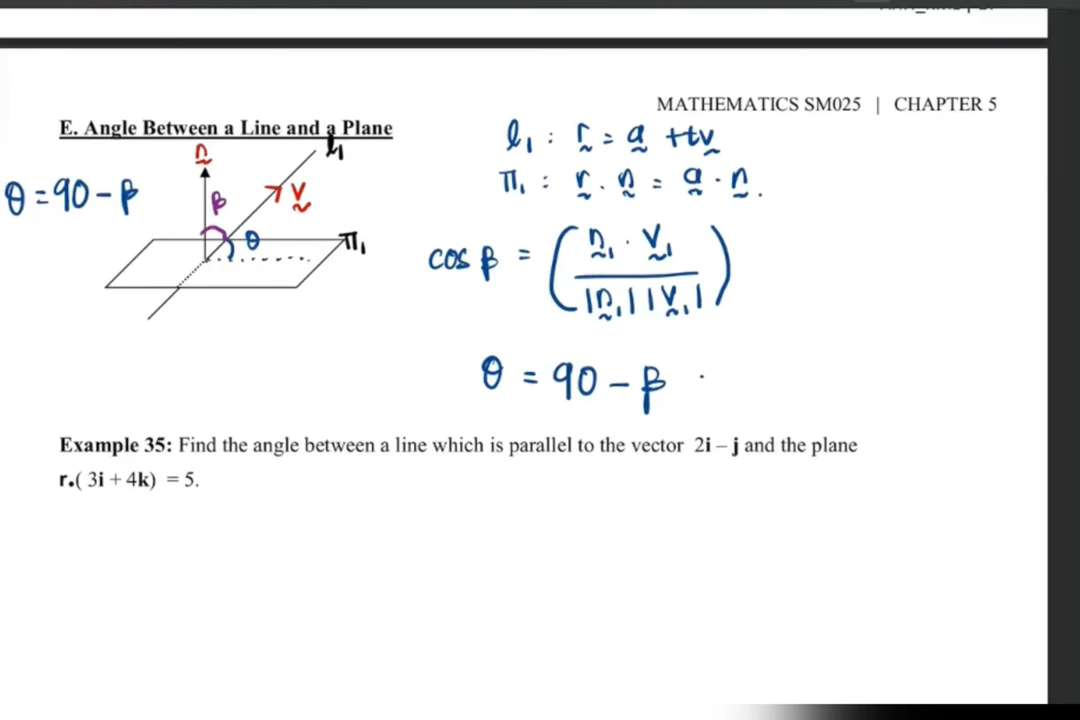 MATHEMATICS SM025 | CHAPTER 5
E. Angle Between a Line and a Plane
n
l₁
θ = 90 - β
β
v
θ
π₁
l₁ : r = a + tv
π₁ : r . n = a . n .
cos β = ( n₁ . v₁ / |n₁| |v₁| )
θ = 90 - β .
Example 35: Find the angle between a line which is parallel to the vector 2i – j and the plane
r.( 3i + 4k) = 5.